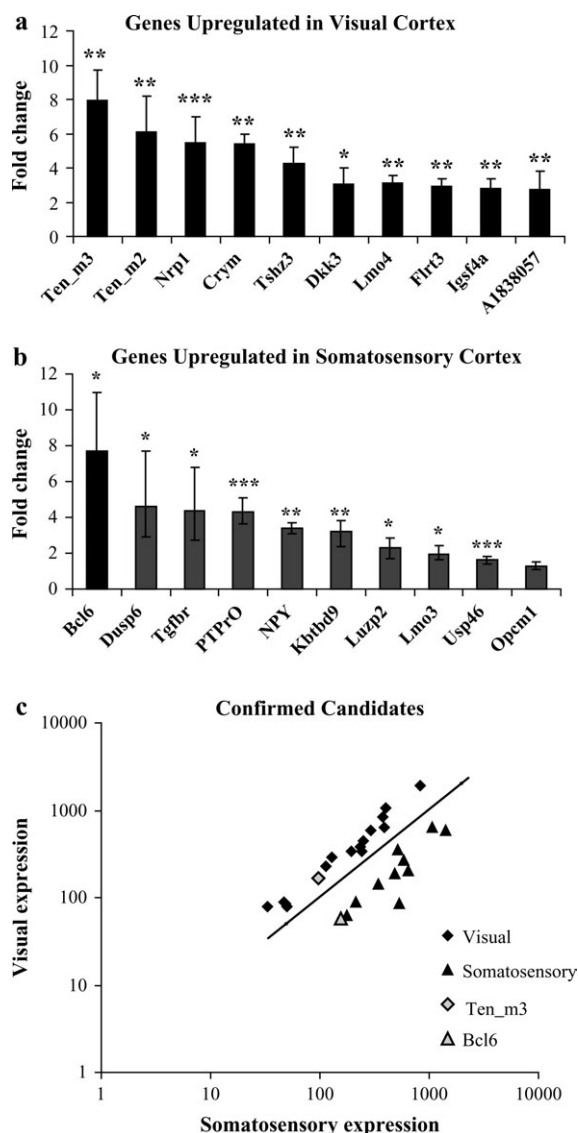 a Genes Upregulated in Visual Cortex
Fold change
12
10
8
6
4
2
0
** ** *** ** ** * ** ** ** **
Ten_m3 Ten_m2 Nrp1 Crym Tshz3 Dkk3 Lmo4 Flrt3 Igsf4a A1838057
b Genes Upregulated in Somatosensory Cortex
Fold change
12
10
8
6
4
2
0
* * * *** ** ** * * ***
Bcl6 Dusp6 Tgfbr PTPrO NPY Kbtbd9 Luzp2 Lmo3 Usp46 Opcm1
c Confirmed Candidates
Visual expression
10000
1000
100
10
1
Visual
Somatosensory
Ten_m3
Bcl6
1 10 100 1000 10000
Somatosensory expression